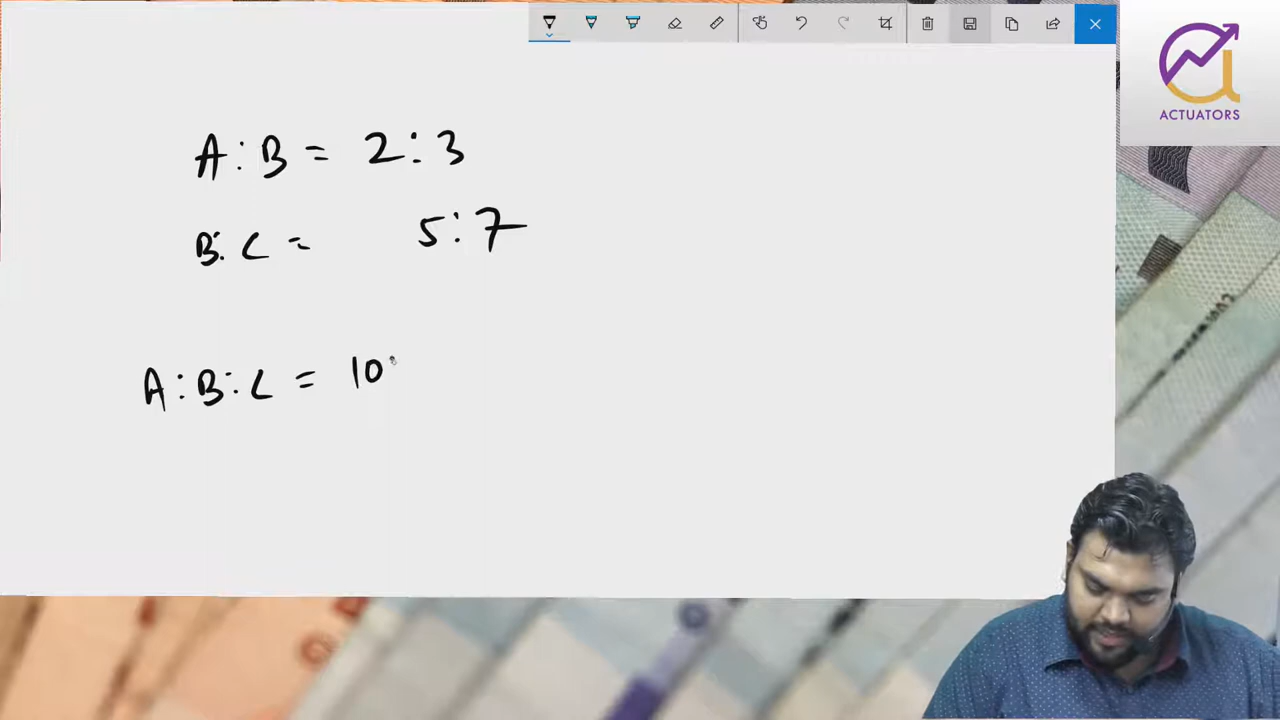 ACTUATORS
A:B = 2:3
B:C = 5:7
A:B:C = 10: